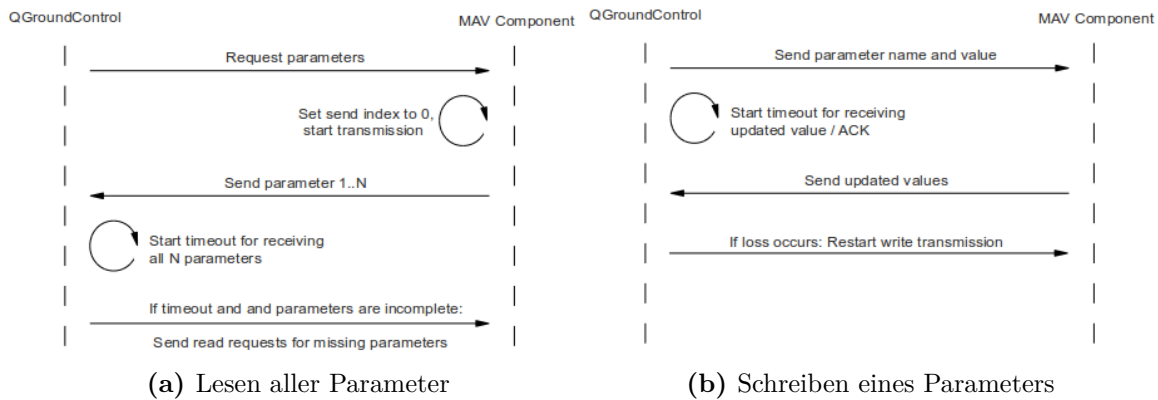 QGroundControl
MAV Component
Request parameters
Set send index to 0,
start transmission
Send parameter 1..N
Start timeout for receiving
all N parameters
If timeout and and parameters are incomplete:
Send read requests for missing parameters
(a) Lesen aller Parameter
QGroundControl
MAV Component
Send parameter name and value
Start timeout for receiving
updated value / ACK
Send updated values
If loss occurs: Restart write transmission
(b) Schreiben eines Parameters